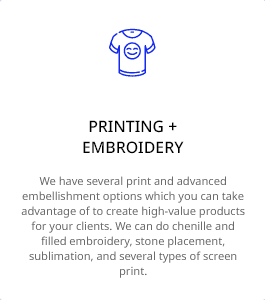 PRINTING +
EMBROIDERY
We have several print and advanced
embellishment options which you can take
advantage of to create high-value products
for your clients. We can do chenille and
filled embroidery, stone placement,
sublimation, and several types of screen
print.